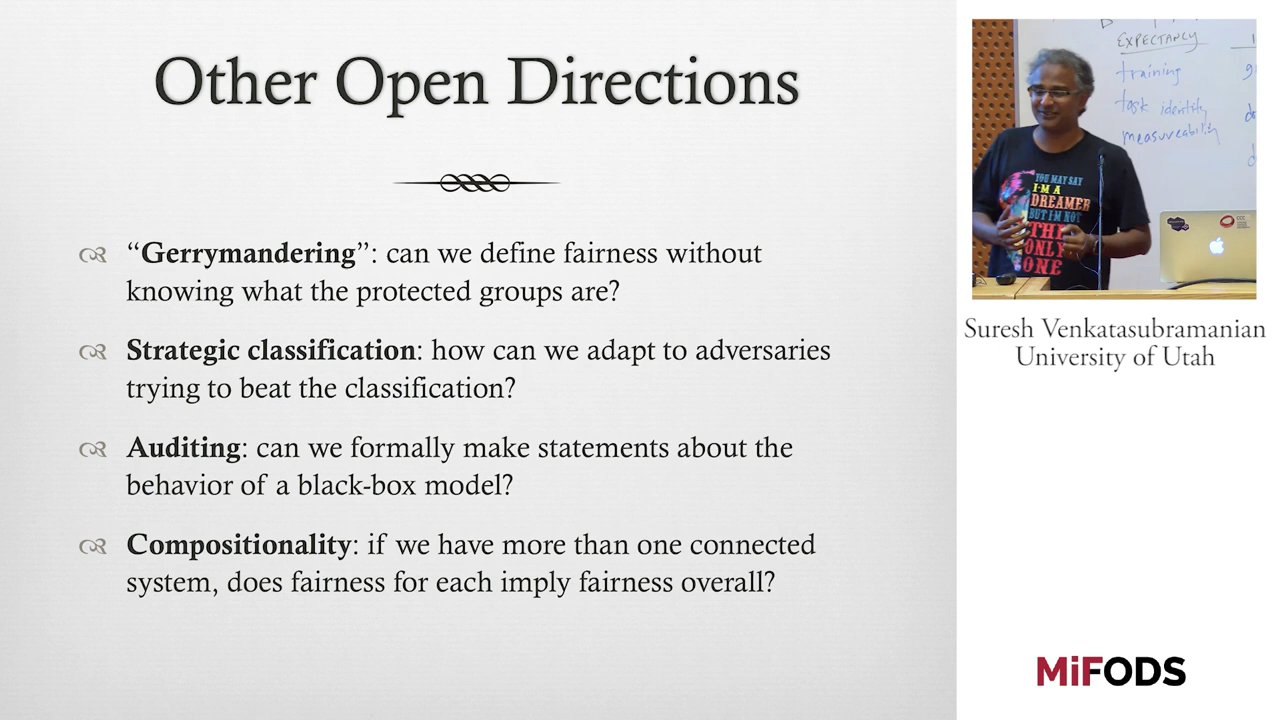 Other Open Directions
“Gerrymandering”: can we define fairness without
knowing what the protected groups are?
Strategic classification: how can we adapt to adversaries
trying to beat the classification?
Auditing: can we formally make statements about the
behavior of a black-box model?
Compositionality: if we have more than one connected
system, does fairness for each imply fairness overall?
EXPECTANCY
training
task identity
measureability
YOU MAY SAY
I'M A
DREAMER
BUT I'M NOT
THE
ONLY
ONE
Suresh Venkatasubramanian
University of Utah
MiFODS